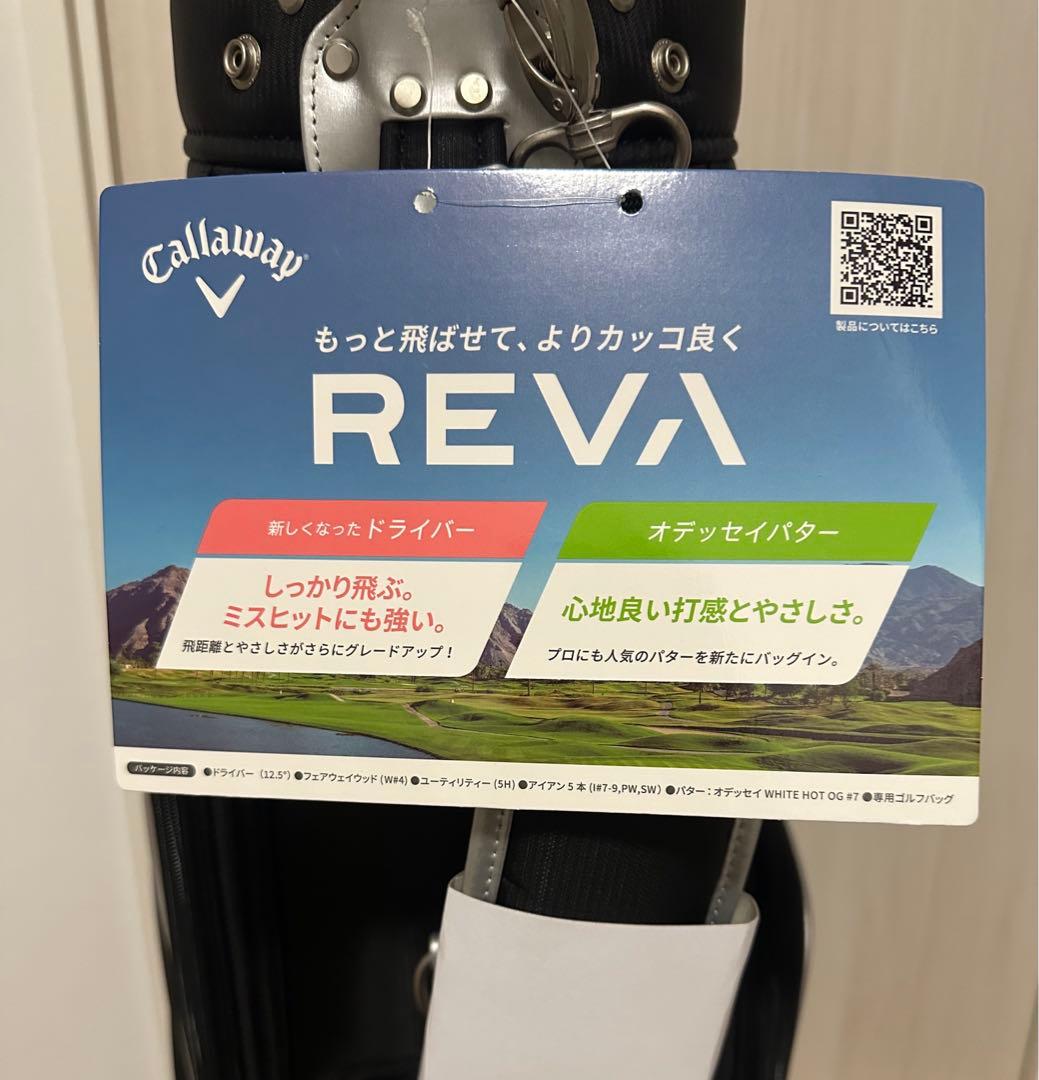 Callaway
製品についてはこちら
もっと飛ばせて、よりカッコ良く
REVA
新しくなったドライバー
しっかり飛ぶ。
ミスヒットにも強い。
飛距離とやさしさがさらにグレードアップ！
オデッセイパター
心地良い打感とやさしさ。
プロにも人気のパターを新たにバッグイン。
パッケージ内容 ●ドライバー（12.5°）●フェアウェイウッド (W#4) ●ユーティリティー (5H) ●アイアン 5 本 (I#7-9,PW,SW) ●パター：オデッセイ WHITE HOT OG #7 ●専用ゴルフバッグ